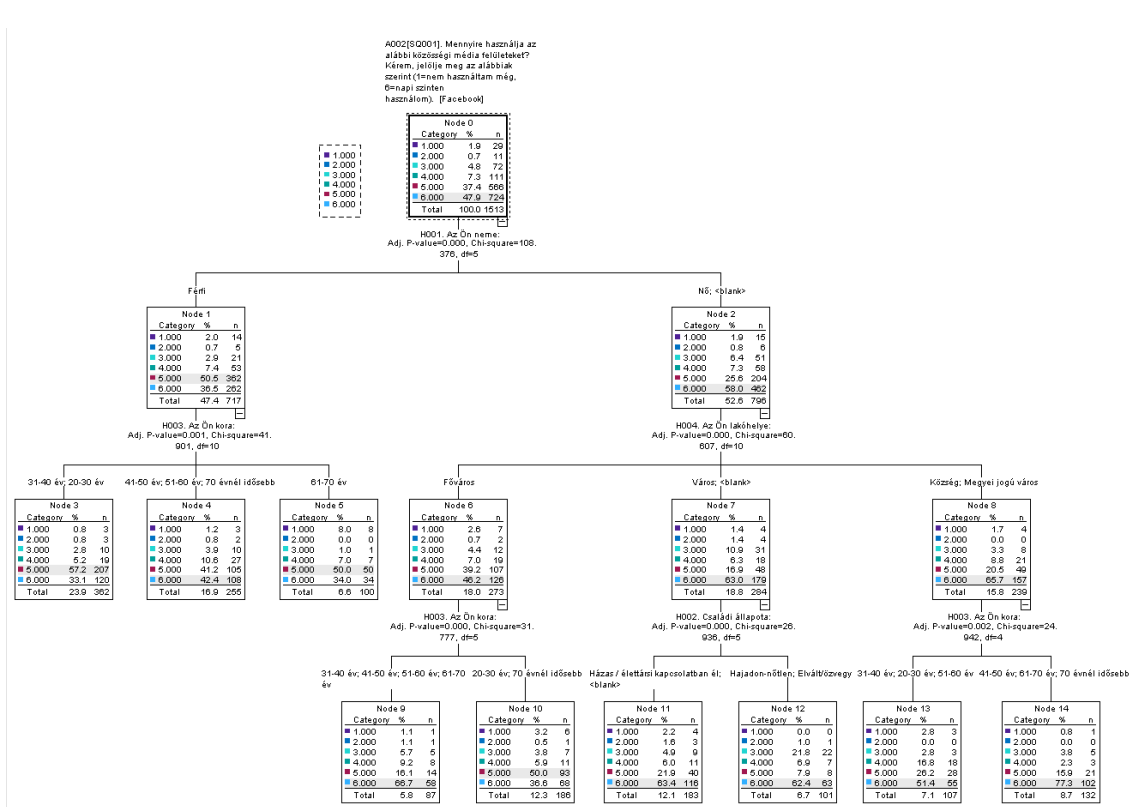 A002[SQ001]. Mennyire használja az
alábbi közösségi média felületeket?
Kérem, jelölje meg az alábbiak
szerint (1=nem használtam még,
6=napi szinten
használom). [Facebook]
Node 0
Category % n
1.000 1.9 29
2.000 0.7 11
3.000 4.8 72
4.000 7.3 111
5.000 37.4 566
6.000 47.9 724
Total 100.0 1513
1.000
2.000
3.000
4.000
5.000
6.000
H001. Az Ön neme:
Adj. P-value=0.000, Chi-square=108.
376, df=5
Férfi
Nő; <blank>
Node 1
Category % n
1.000 2.0 14
2.000 0.7 5
3.000 2.9 21
4.000 7.4 53
5.000 50.5 362
6.000 36.5 262
Total 47.4 717
Node 2
Category % n
1.000 1.9 15
2.000 0.8 6
3.000 6.4 51
4.000 7.3 58
5.000 25.6 204
6.000 58.0 462
Total 52.6 796
H003. Az Ön kora:
Adj. P-value=0.001, Chi-square=41.
901, df=10
H004. Az Ön lakóhelye:
Adj. P-value=0.000, Chi-square=60.
607, df=10
31-40 év; 20-30 év
41-50 év; 51-60 év; 70 évnél idősebb
61-70 év
Főváros
Város; <blank>
Község; Megyei jogú város
Node 3
Category % n
1.000 0.8 3
2.000 0.8 3
3.000 2.8 10
4.000 5.2 19
5.000 57.2 207
6.000 33.1 120
Total 23.9 362
Node 4
Category % n
1.000 1.2 3
2.000 0.8 2
3.000 3.9 10
4.000 10.6 27
5.000 41.2 105
6.000 42.4 108
Total 16.9 255
Node 5
Category % n
1.000 8.0 8
2.000 0.0 0
3.000 1.0 1
4.000 7.0 7
5.000 50.0 50
6.000 34.0 34
Total 6.6 100
Node 6
Category % n
1.000 2.6 7
2.000 0.7 2
3.000 4.4 12
4.000 7.0 19
5.000 39.2 107
6.000 46.2 126
Total 18.0 273
Node 7
Category % n
1.000 1.4 4
2.000 1.4 4
3.000 10.9 31
4.000 6.3 18
5.000 16.9 48
6.000 63.0 179
Total 18.8 284
Node 8
Category % n
1.000 1.7 4
2.000 0.0 0
3.000 3.3 8
4.000 8.8 21
5.000 20.5 49
6.000 65.7 157
Total 15.8 239
H003. Az Ön kora:
Adj. P-value=0.000, Chi-square=31.
777, df=5
H002. Családi állapota:
Adj. P-value=0.000, Chi-square=26.
936, df=5
H003. Az Ön kora:
Adj. P-value=0.002, Chi-square=24.
942, df=4
31-40 év; 41-50 év; 51-60 év; 61-70
év
20-30 év; 70 évnél idősebb
Házas / élettársi kapcsolatban él;
<blank>
Hajadon-nőtlen; Elvált/özvegy
31-40 év; 20-30 év; 51-60 év
41-50 év; 61-70 év; 70 évnél idősebb
Node 9
Category % n
1.000 1.1 1
2.000 1.1 1
3.000 5.7 5
4.000 9.2 8
5.000 16.1 14
6.000 66.7 58
Total 5.8 87
Node 10
Category % n
1.000 3.2 6
2.000 0.5 1
3.000 3.8 7
4.000 5.9 11
5.000 50.0 93
6.000 36.6 68
Total 12.3 186
Node 11
Category % n
1.000 2.2 4
2.000 1.6 3
3.000 4.9 9
4.000 6.0 11
5.000 21.9 40
6.000 63.4 116
Total 12.1 183
Node 12
Category % n
1.000 0.0 0
2.000 1.0 1
3.000 21.8 22
4.000 6.9 7
5.000 7.9 8
6.000 62.4 63
Total 6.7 101
Node 13
Category % n
1.000 2.8 3
2.000 0.0 0
3.000 2.8 3
4.000 16.8 18
5.000 26.2 28
6.000 51.4 55
Total 7.1 107
Node 14
Category % n
1.000 0.8 1
2.000 0.0 0
3.000 3.8 5
4.000 2.3 3
5.000 15.9 21
6.000 77.3 102
Total 8.7 132